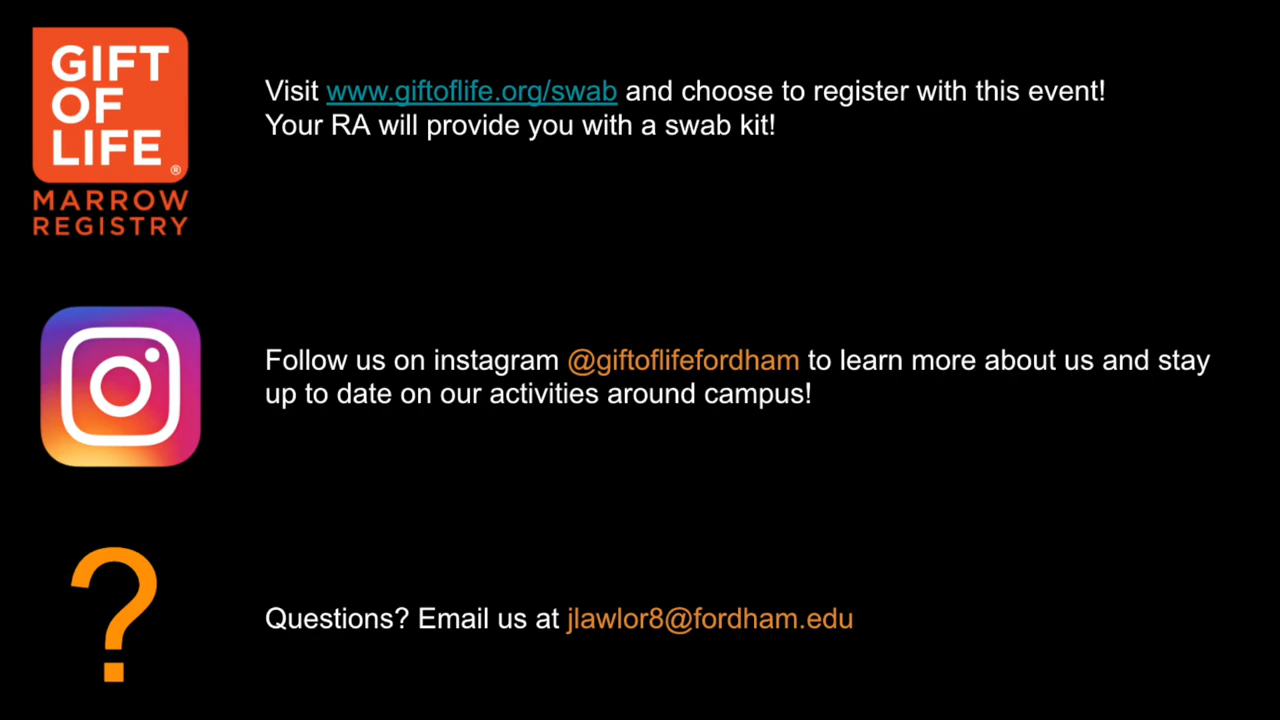 GIFT
OF
LIFE®
MARROW
REGISTRY
Visit www.giftoflife.org/swab and choose to register with this event!
Your RA will provide you with a swab kit!
Follow us on instagram @giftoflifefordham to learn more about us and stay
up to date on our activities around campus!
?
Questions? Email us at jlawlor8@fordham.edu